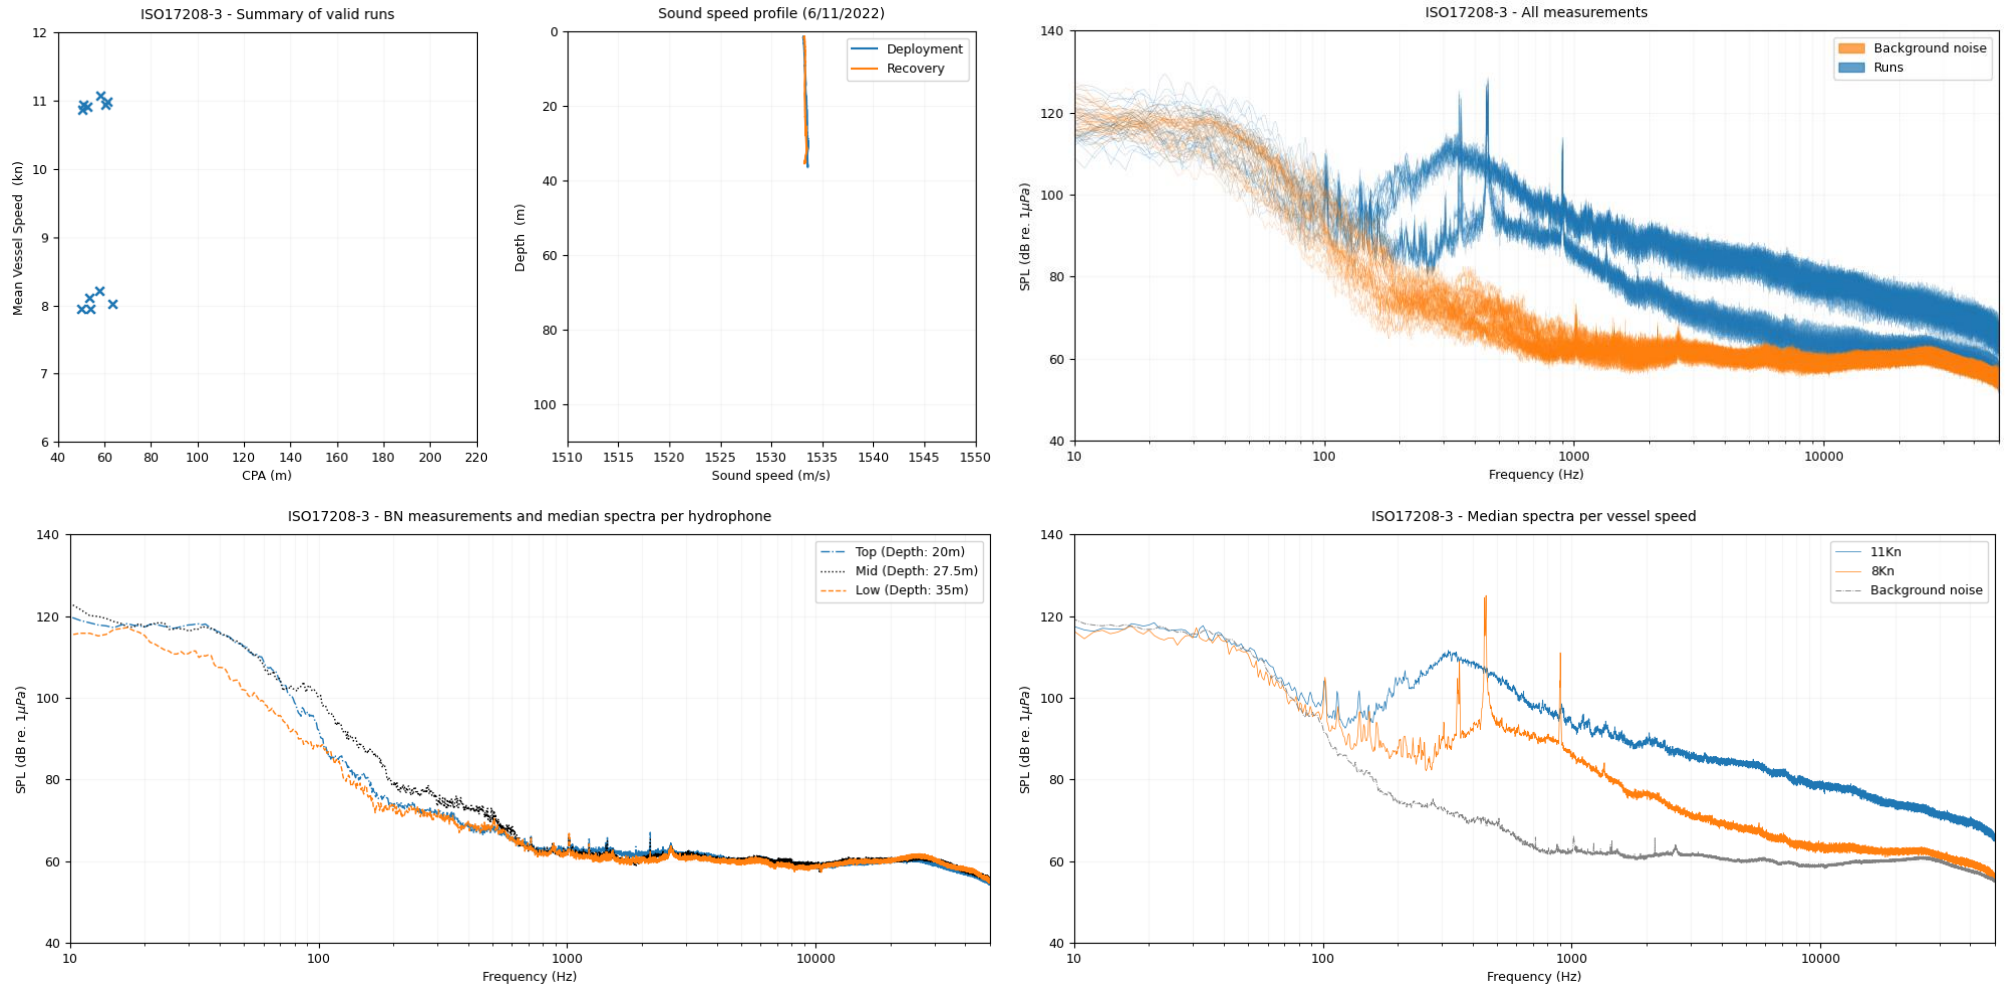 ISO17208-3 - Summary of valid runs
12
11
10
9
8
7
6
Mean Vessel Speed (kn)
40 60 80 100 120 140 160 180 200 220
CPA (m)
Sound speed profile (6/11/2022)
Deployment
Recovery
0
20
40
60
80
100
Depth (m)
1510 1515 1520 1525 1530 1535 1540 1545 1550
Sound speed (m/s)
ISO17208-3 - All measurements
Background noise
Runs
140
120
100
80
60
40
SPL (dB re. 1μPa)
10 100 1000 10000
Frequency (Hz)
ISO17208-3 - BN measurements and median spectra per hydrophone
Top (Depth: 20m)
Mid (Depth: 27.5m)
Low (Depth: 35m)
140
120
100
80
60
40
SPL (dB re. 1μPa)
10 100 1000 10000
Frequency (Hz)
ISO17208-3 - Median spectra per vessel speed
11Kn
8Kn
Background noise
140
120
100
80
60
40
SPL (dB re. 1μPa)
10 100 1000 10000
Frequency (Hz)